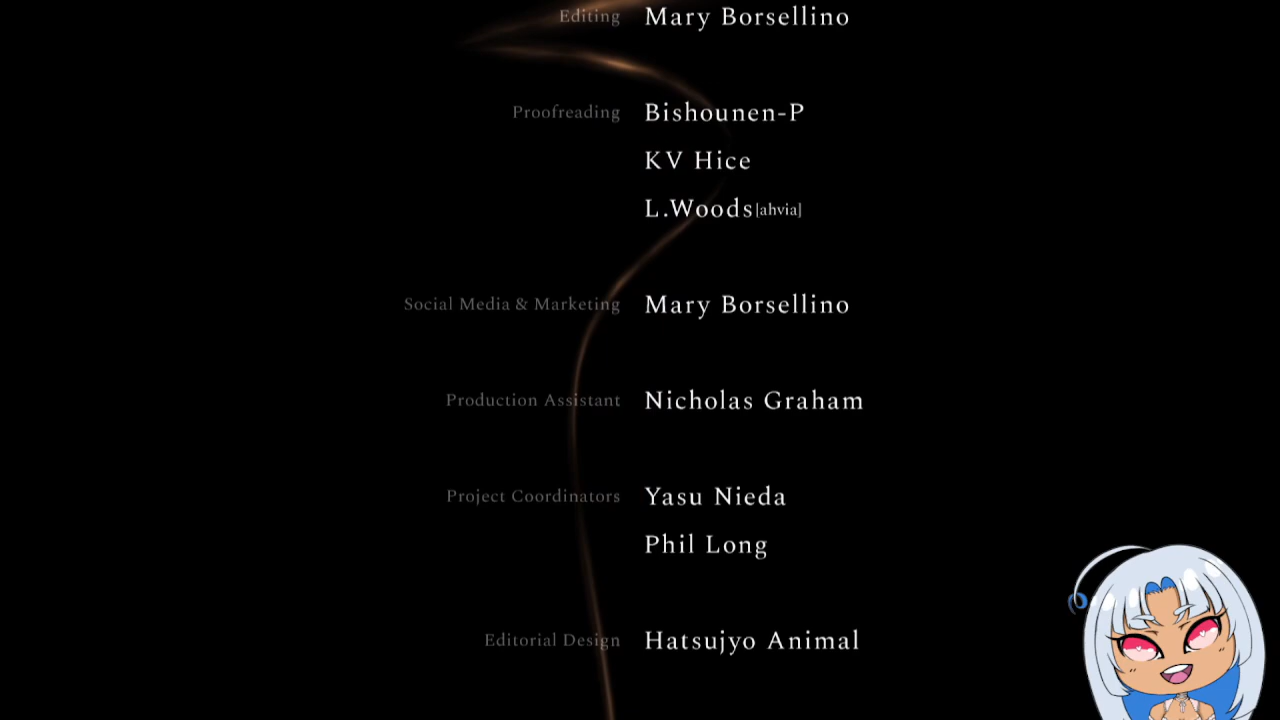 Editing Mary Borsellino
Proofreading Bishounen-P
KV Hice
L.Woods[ahvia]
Social Media & Marketing Mary Borsellino
Production Assistant Nicholas Graham
Project Coordinators Yasu Nieda
Phil Long
Editorial Design Hatsujyo Animal